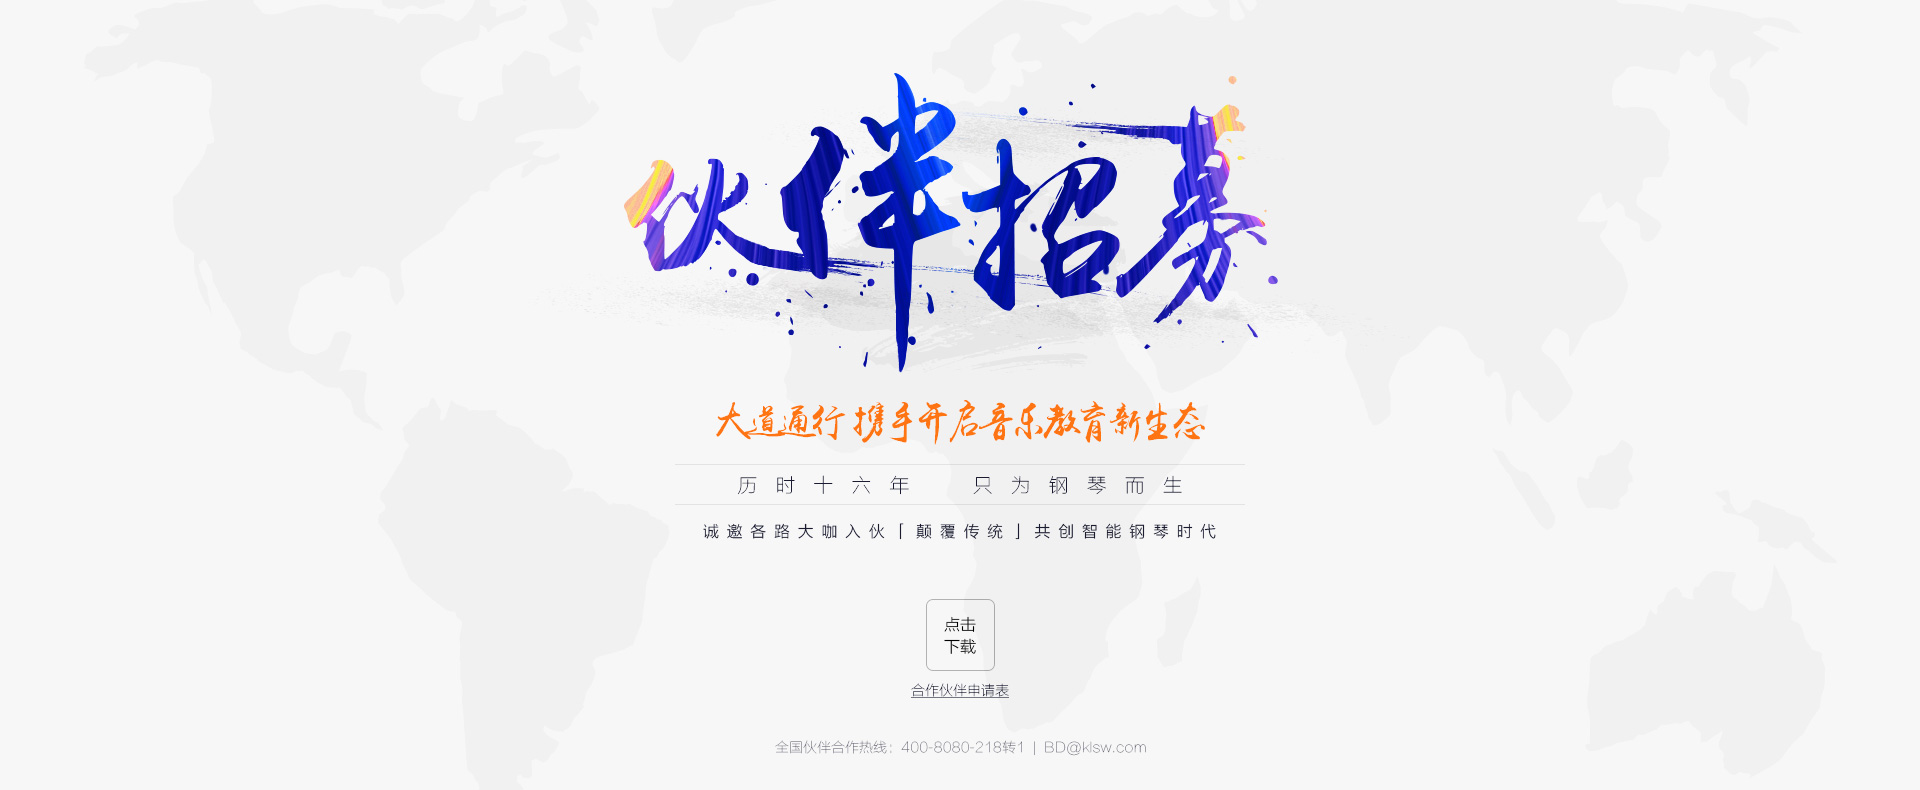 伙伴招募
大道通行 携手开启音乐教育新生态
历时十六年 只为钢琴而生
诚邀各路大咖入伙「颠覆传统」共创智能钢琴时代
点击
下载
合作伙伴申请表
全国伙伴合作热线：400-8080-218转1 | BD@klsw.com